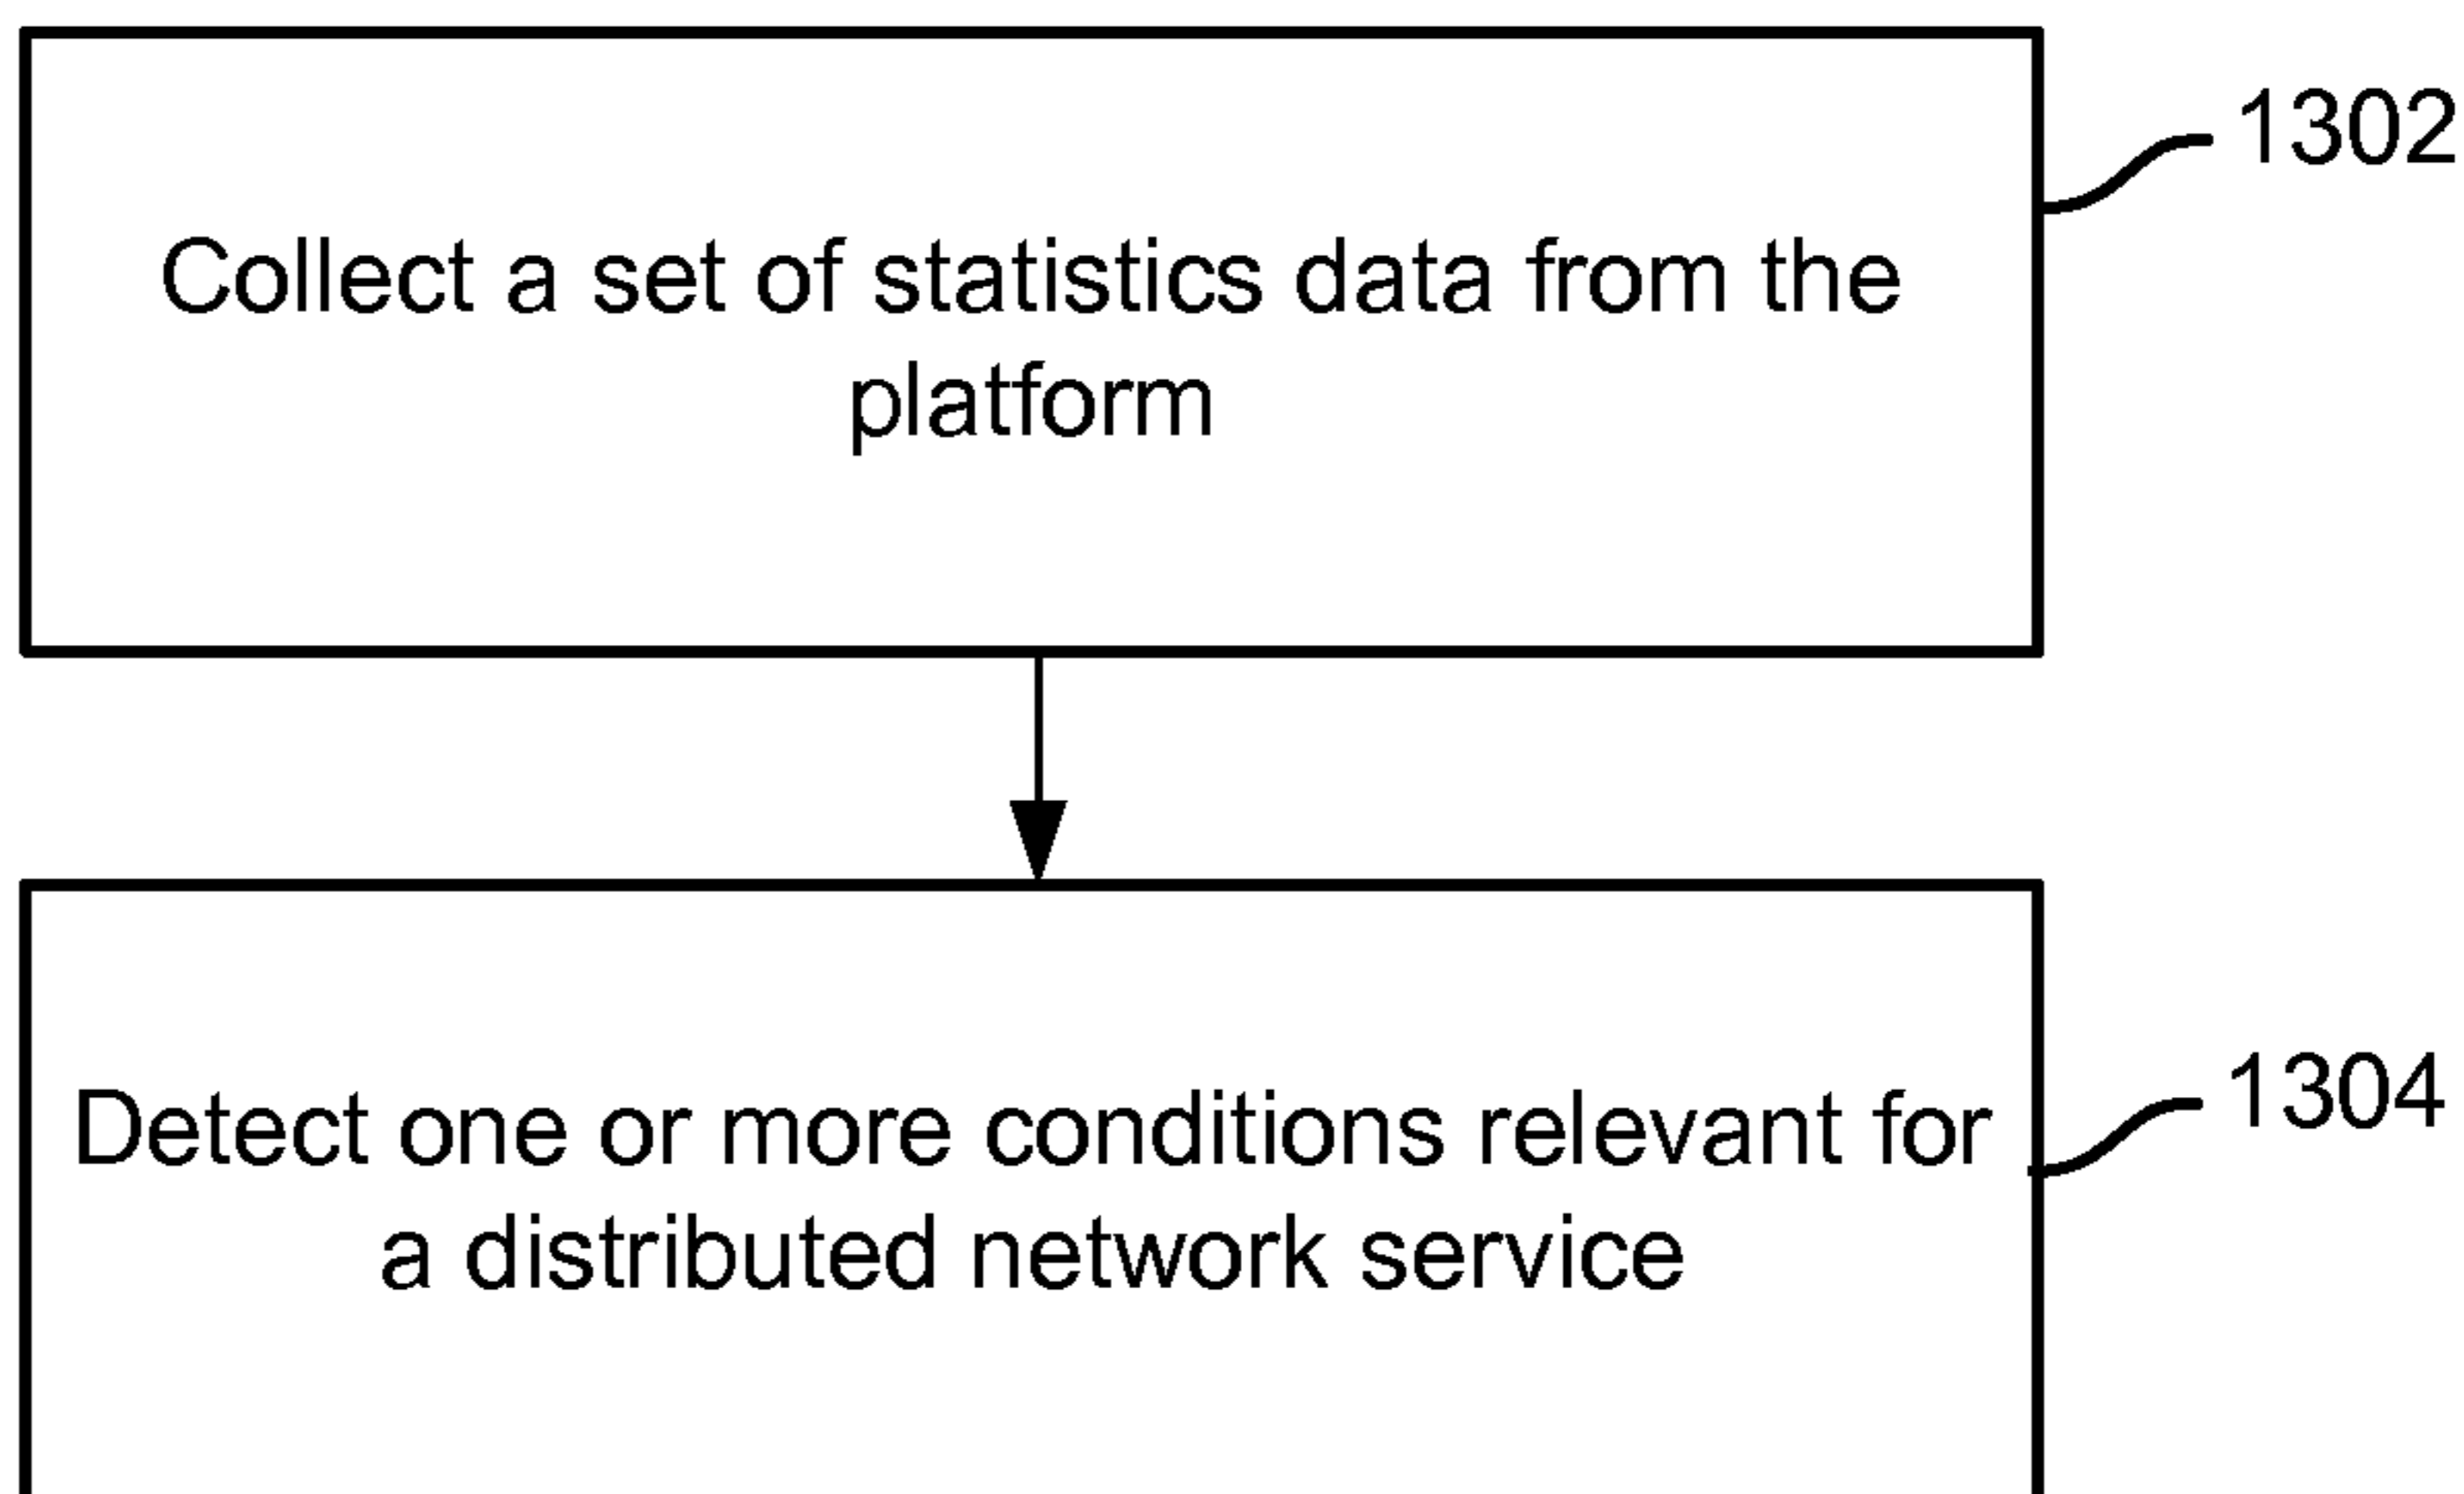 1302
Collect a set of statistics data from the
platform
1304
Detect one or more conditions relevant for
a distributed network service